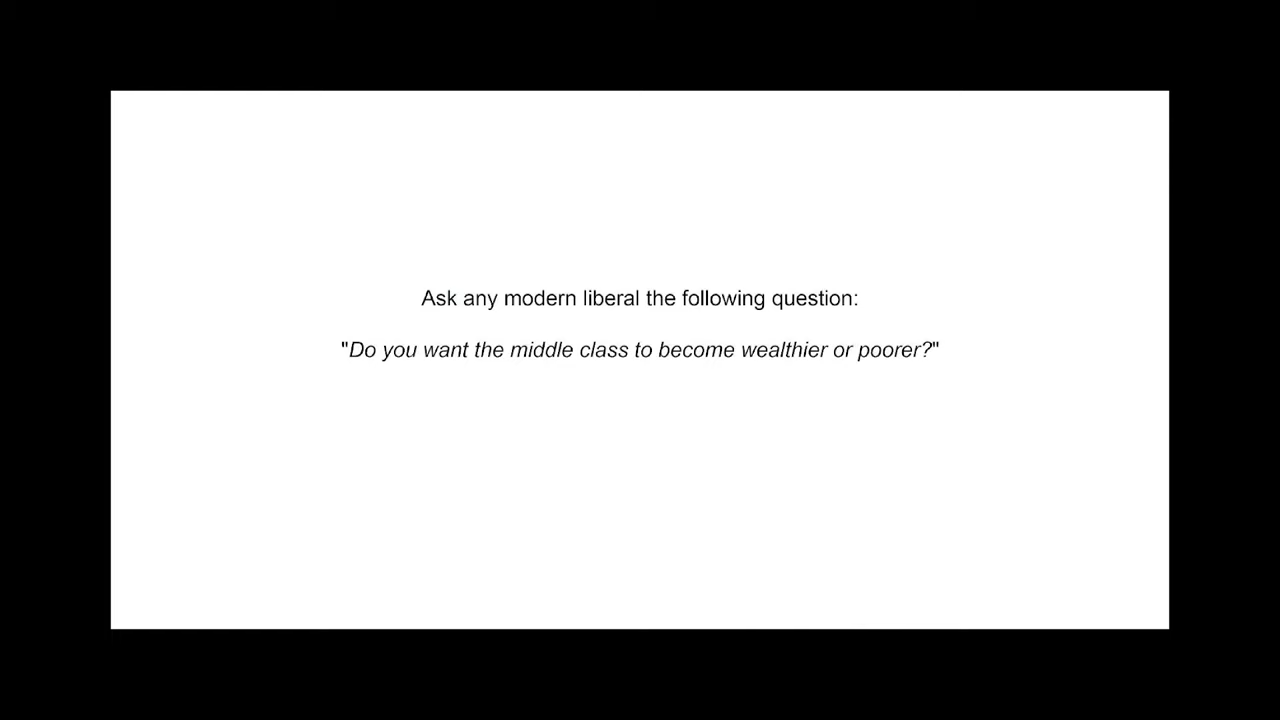 Ask any modern liberal the following question:
"Do you want the middle class to become wealthier or poorer?"